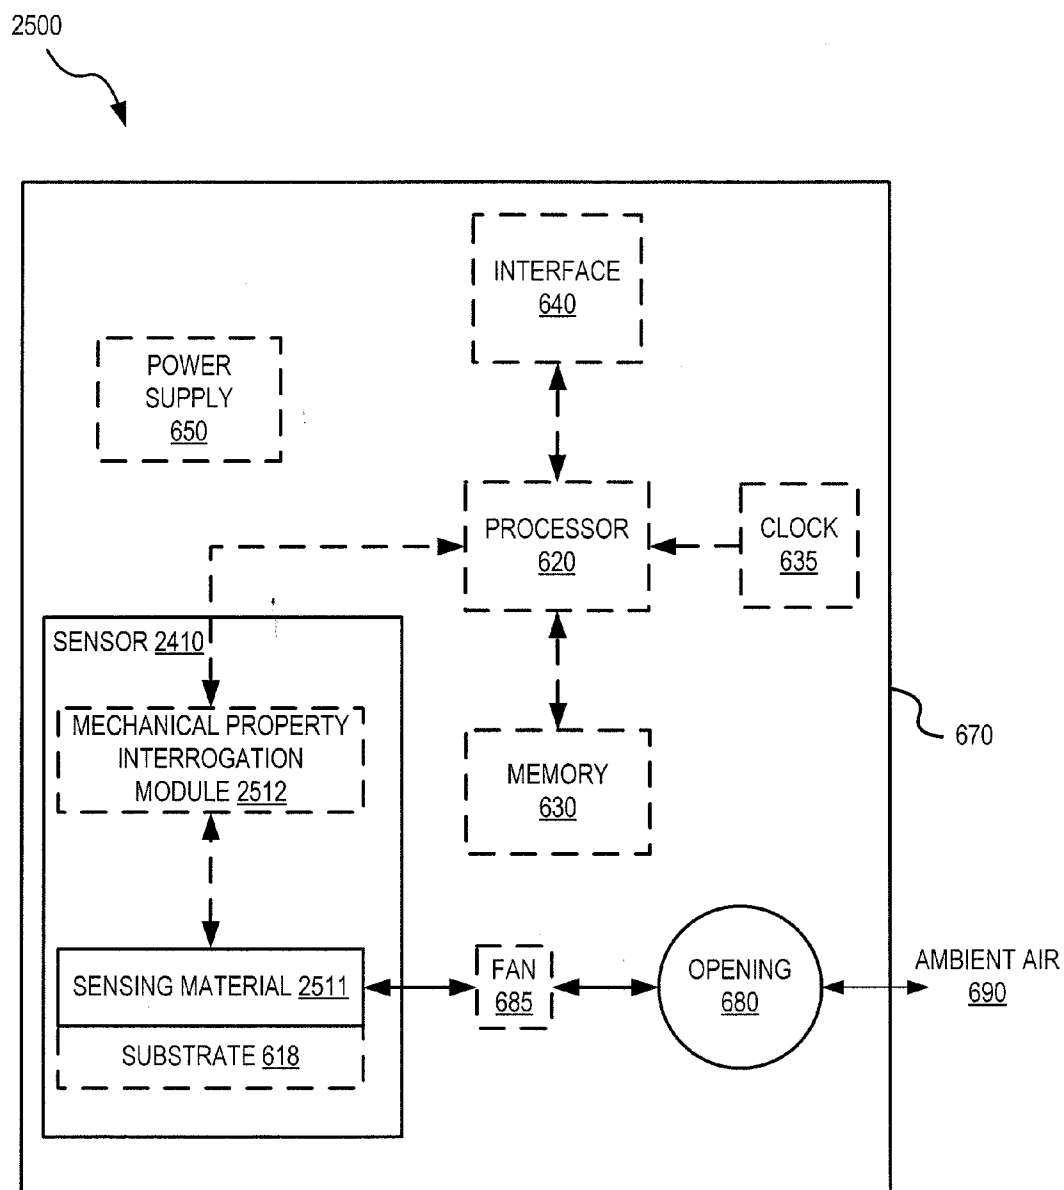 2500
INTERFACE
640
POWER
SUPPLY
650
PROCESSOR
620
CLOCK
635
SENSOR 2410
MECHANICAL PROPERTY
INTERROGATION
MODULE 2512
670
MEMORY
630
SENSING MATERIAL 2511
SUBSTRATE 618
FAN
685
OPENING
680
AMBIENT AIR
690